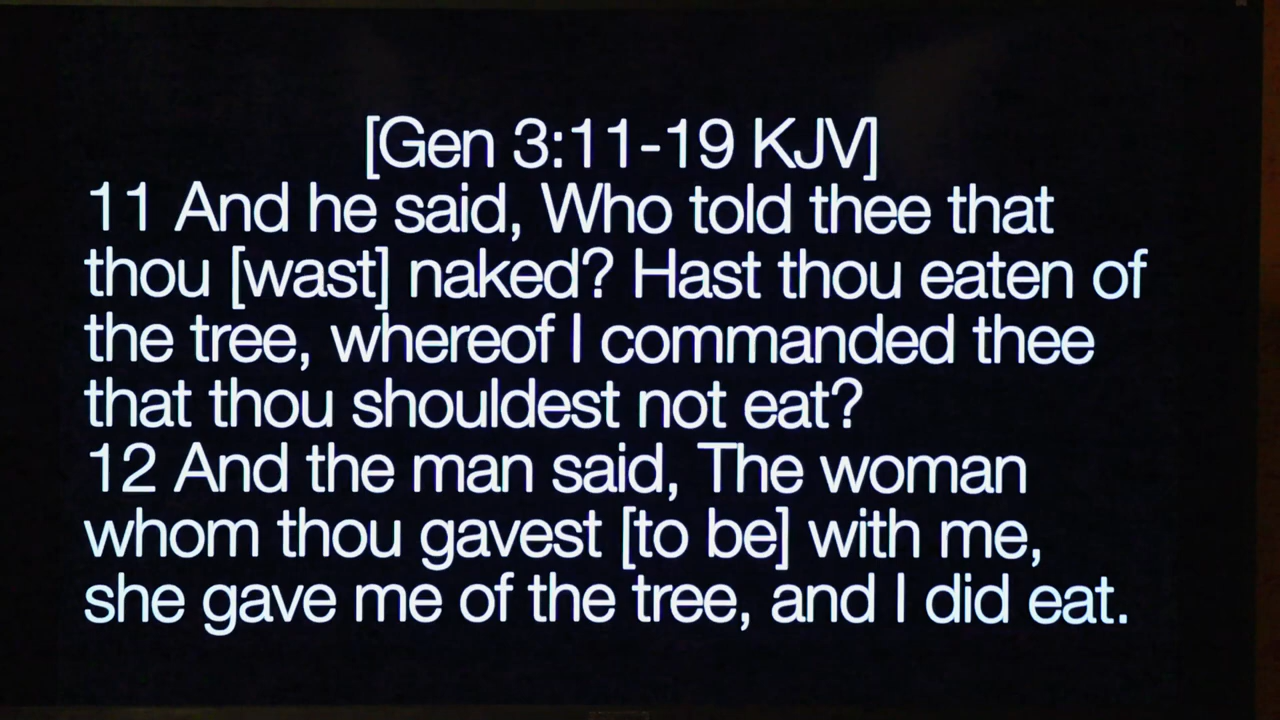 [Gen 3:11-19 KJV]
11 And he said, Who told thee that
thou [wast] naked? Hast thou eaten of
the tree, whereof I commanded thee
that thou shouldest not eat?
12 And the man said, The woman
whom thou gavest [to be] with me,
she gave me of the tree, and I did eat.